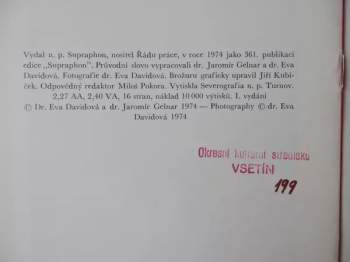 Vydal n. p. Supraphon, nositel Řádu práce, v roce 1974 jako 361. publikaci
edice „Supraphon“. Průvodní slovo vypracovali dr. Jaromír Gelnar a dr. Eva
Davidová. Fotografie dr. Eva Davidová. Brožuru graficky upravil Jiří Kubí-
ček. Odpovědný redaktor Miloš Pokora. Vytiskla Severografia n. p. Turnov.
2,27 AA, 2,40 VA, 16 stran, náklad 10 000 výtisků. I. vydání
© Dr. Eva Davidová a dr. Jaromír Gelnar 1974 — Photography © dr. Eva
Davidová 1974
Okresní kulturní středisko
VSETÍN
199